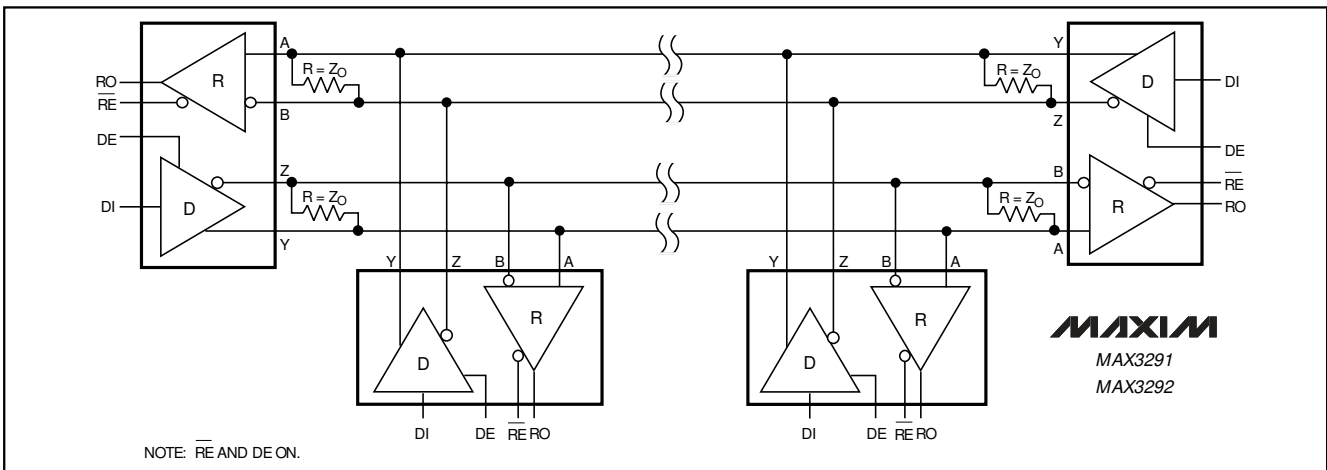 A
Y
R = ZO
R = ZO
RO
R
D
DI
RE
B
Z
DE
DE
Z
B
RE
R = ZO
R = ZO
DI
D
R
RO
Y
A
Y Z B A
Y Z B A
R
R
D
D
MAXIM
MAX3291
MAX3292
DI DE RE RO
DI DE RE RO
NOTE: RE AND DE ON.